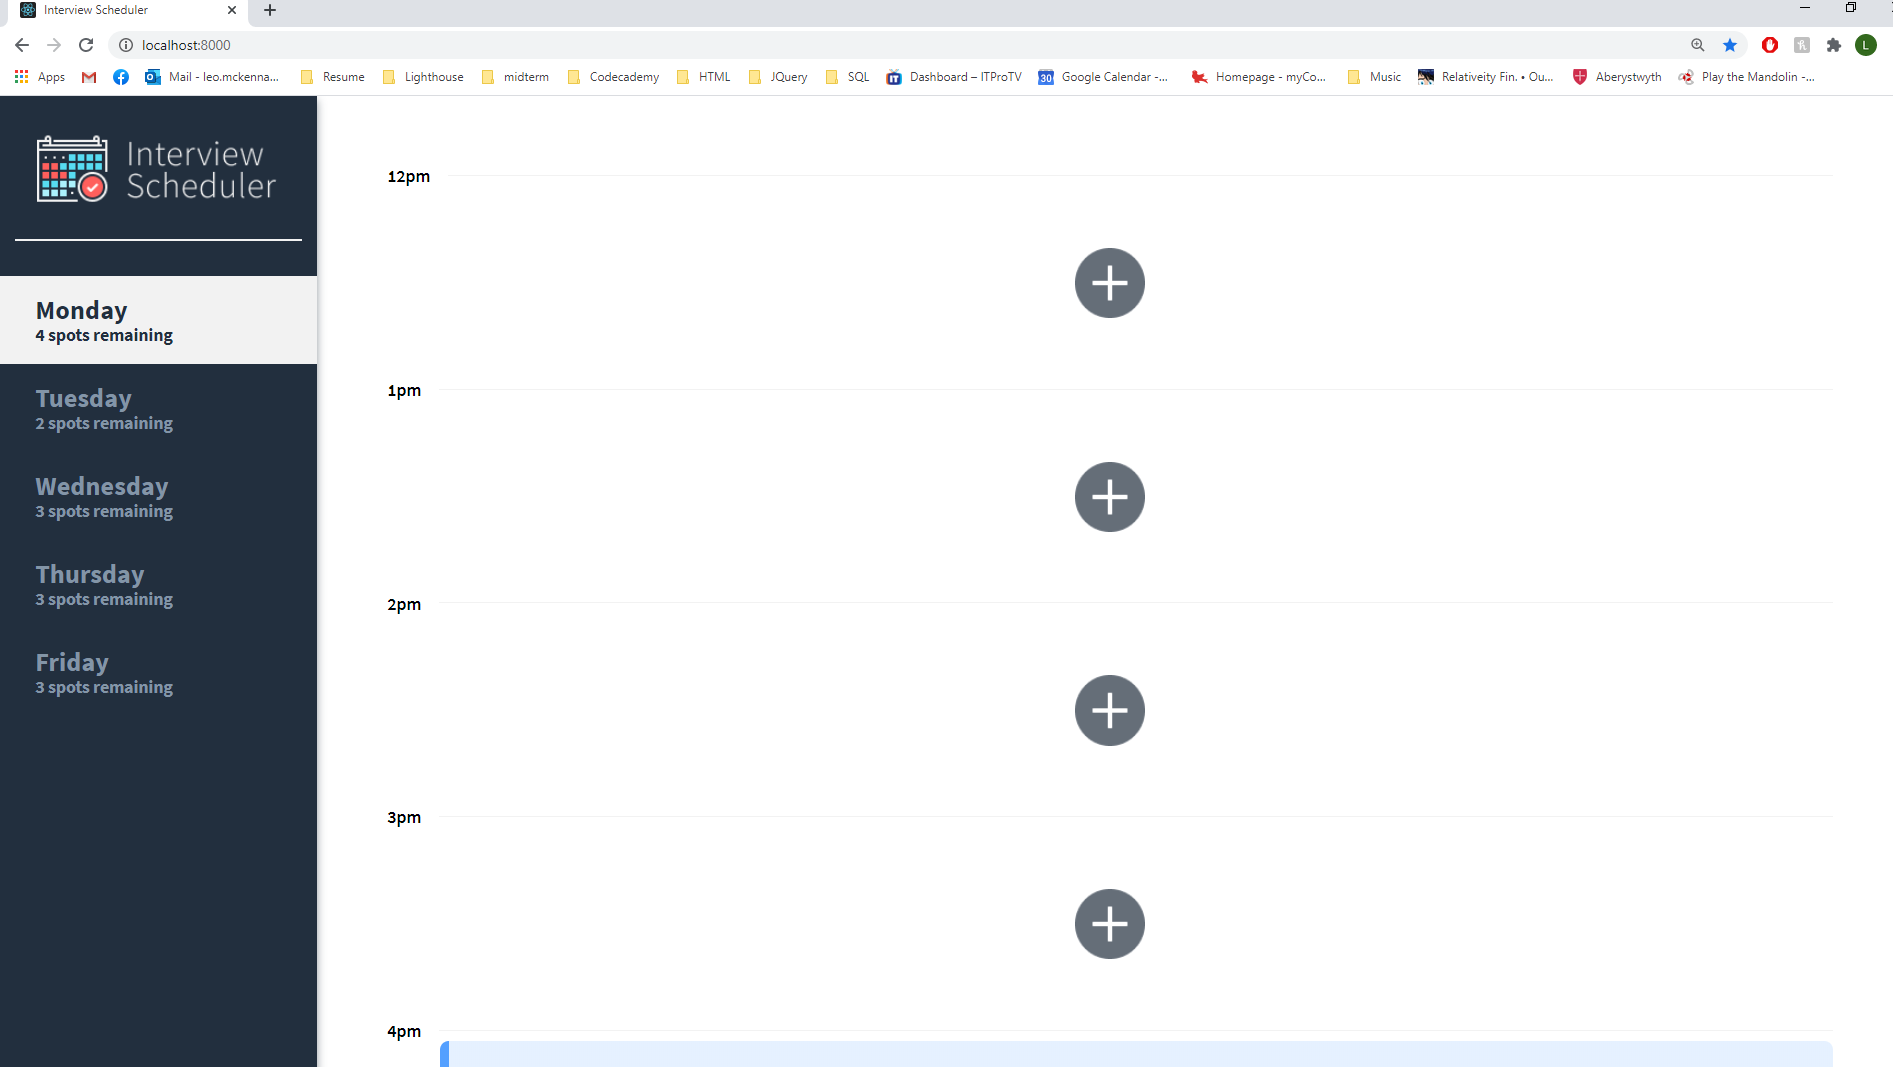 Interview Scheduler
localhost:8000
L
Apps
Mail - leo.mckenna...
Resume
Lighthouse
midterm
Codecademy
HTML
JQuery
SQL
IT
Dashboard – ITProTV
30
Google Calendar -...
Homepage - myCo...
Music
Relativeity Fin. • Ou...
Aberystwyth
Play the Mandolin -...
Interview
Scheduler
Monday
4 spots remaining
Tuesday
2 spots remaining
Wednesday
3 spots remaining
Thursday
3 spots remaining
Friday
3 spots remaining
12pm
1pm
2pm
3pm
4pm